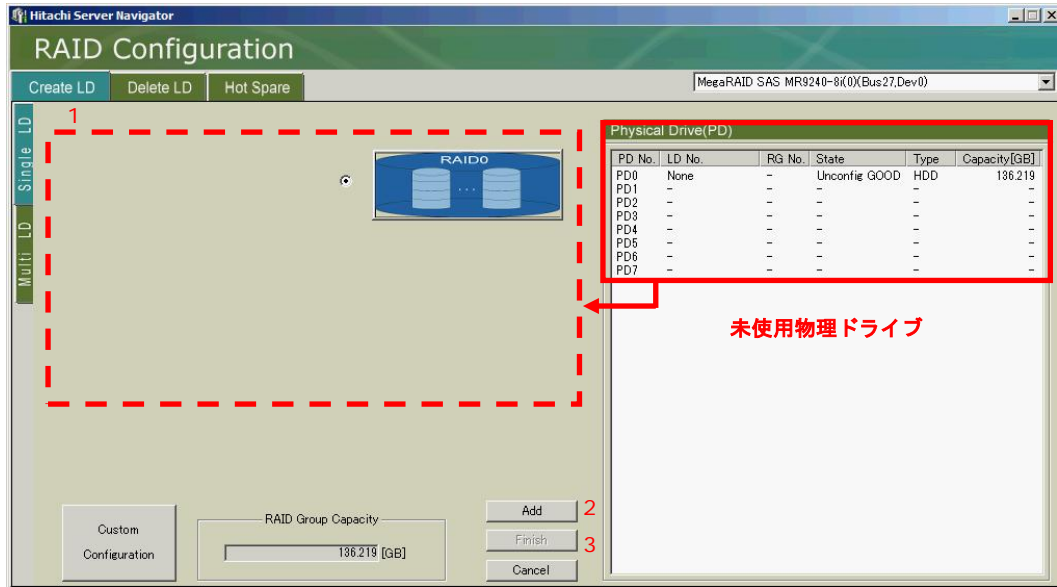 Hitachi Server Navigator
RAID Configuration
Create LD Delete LD Hot Spare
MegaRAID SAS MR9240-8i(0)(Bus27,Dev0)
Single LD
Multi LD
1
RAID0
...
Physical Drive(PD)
PD No. LD No. RG No. State Type Capacity[GB]
PD0 None - Unconfig GOOD HDD 136.219
PD1 - - - - -
PD2 - - - - -
PD3 - - - - -
PD4 - - - - -
PD5 - - - - -
PD6 - - - - -
PD7 - - - - -
未使用物理ドライブ
Custom
Configuration
RAID Group Capacity
136.219 [GB]
Add 2
Finish 3
Cancel